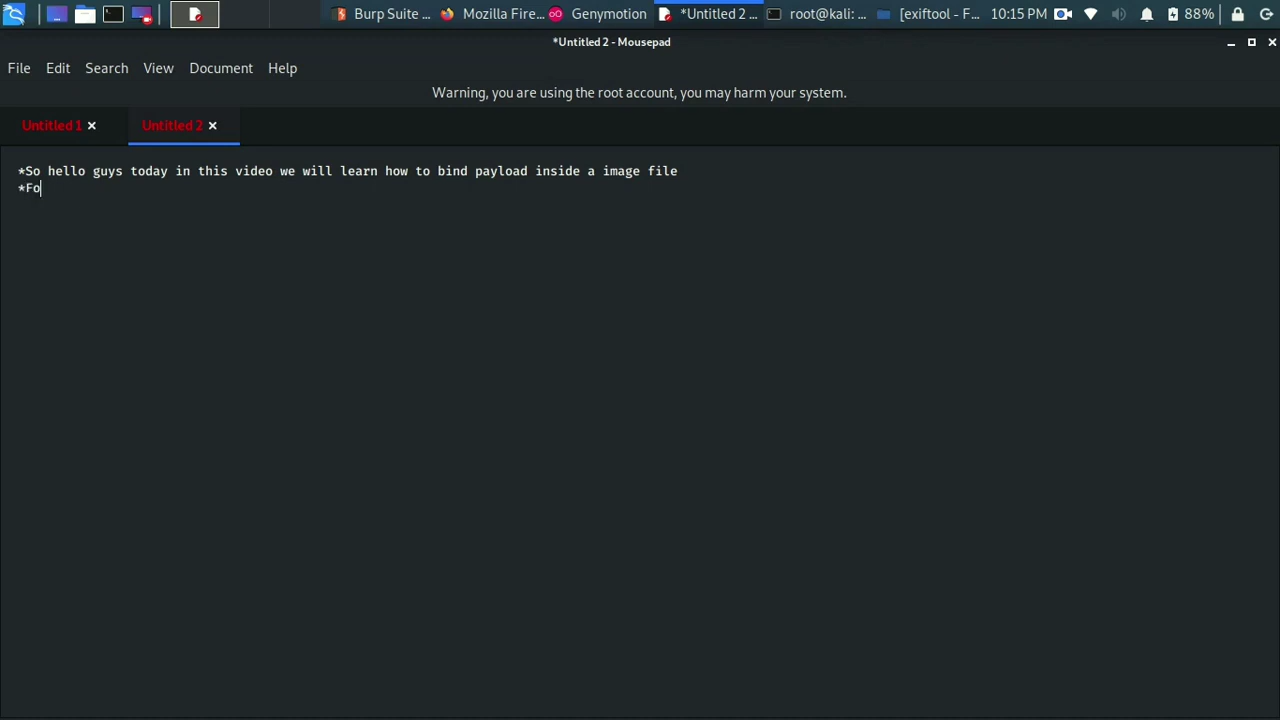 Burp Suite ...
Mozilla Fire...
Genymotion
*Untitled 2 ...
root@kali: ...
[exiftool - F...
10:15 PM
88%
*Untitled 2 - Mousepad
File Edit Search View Document Help
Warning, you are using the root account, you may harm your system.
Untitled 1
Untitled 2
*So hello guys today in this video we will learn how to bind payload inside a image file
*Fo